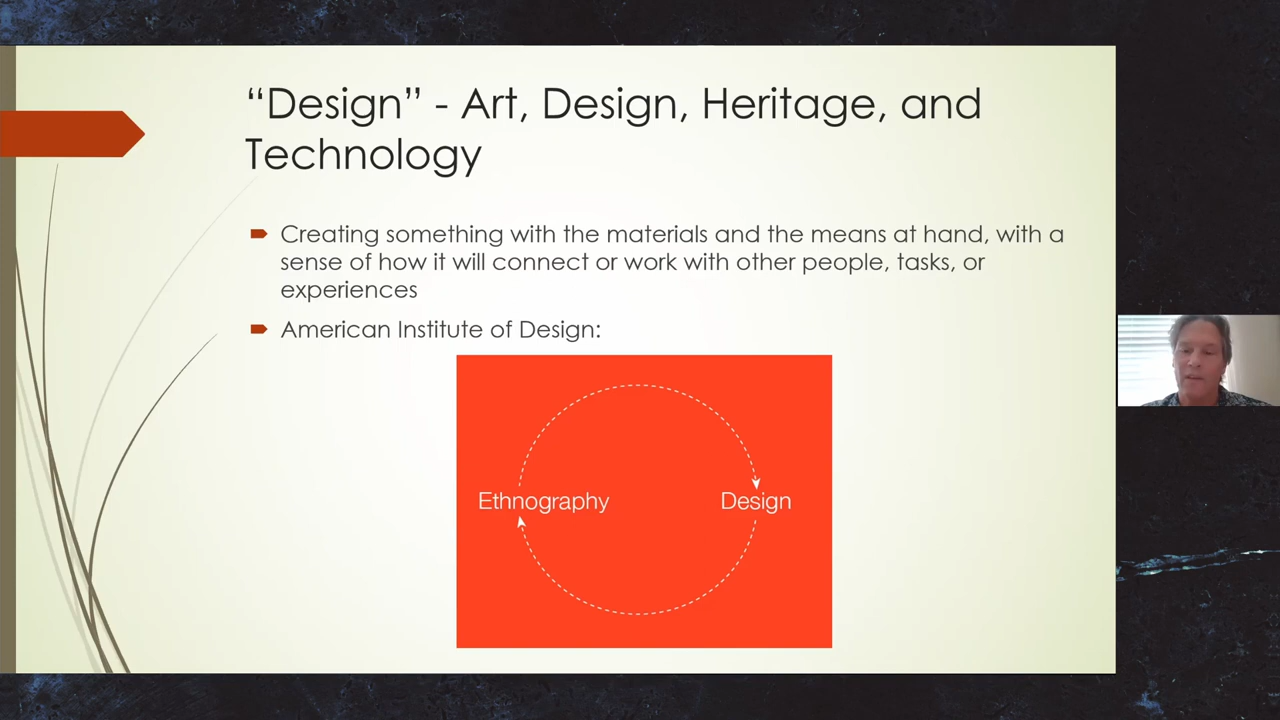 “Design” - Art, Design, Heritage, and
Technology
Creating something with the materials and the means at hand, with a
sense of how it will connect or work with other people, tasks, or
experiences
American Institute of Design:
Ethnography
Design